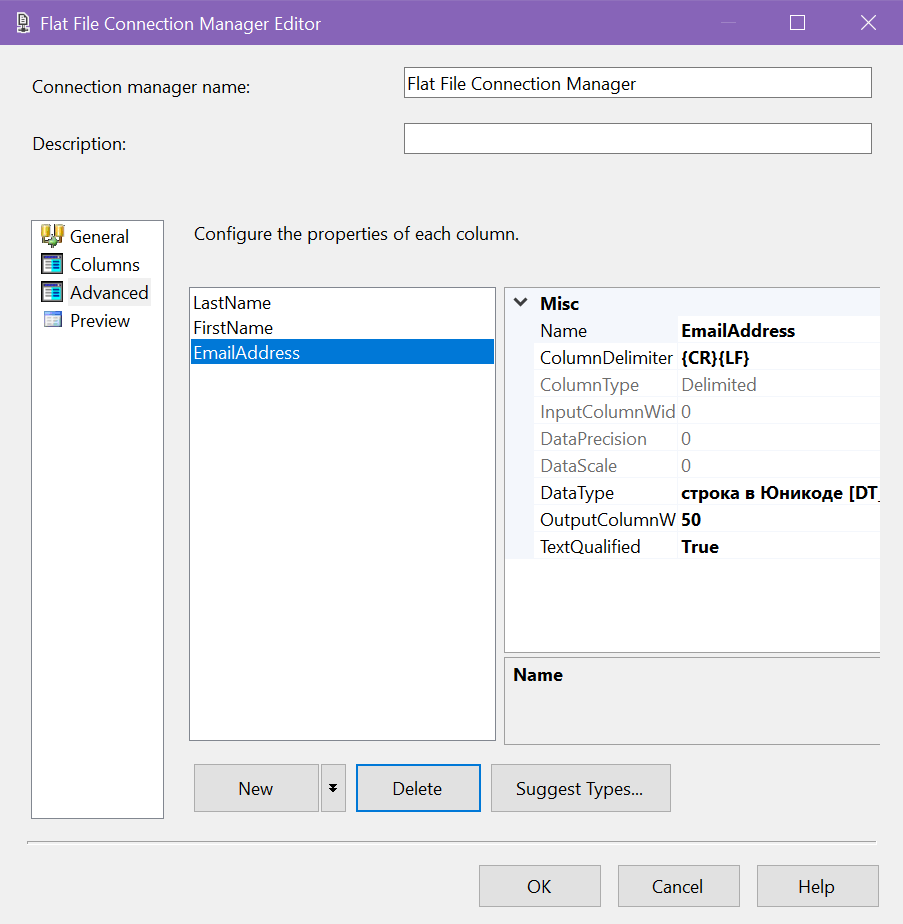 Flat File Connection Manager Editor
Connection manager name:
Flat File Connection Manager
Description:
General
Columns
Advanced
Preview
Configure the properties of each column.
LastName
FirstName
EmailAddress
Misc
Name EmailAddress
ColumnDelimiter {CR}{LF}
ColumnType Delimited
InputColumnWid 0
DataPrecision 0
DataScale 0
DataType строка в Юникоде [DT_
OutputColumnW 50
TextQualified True
Name
New
Delete
Suggest Types...
OK
Cancel
Help